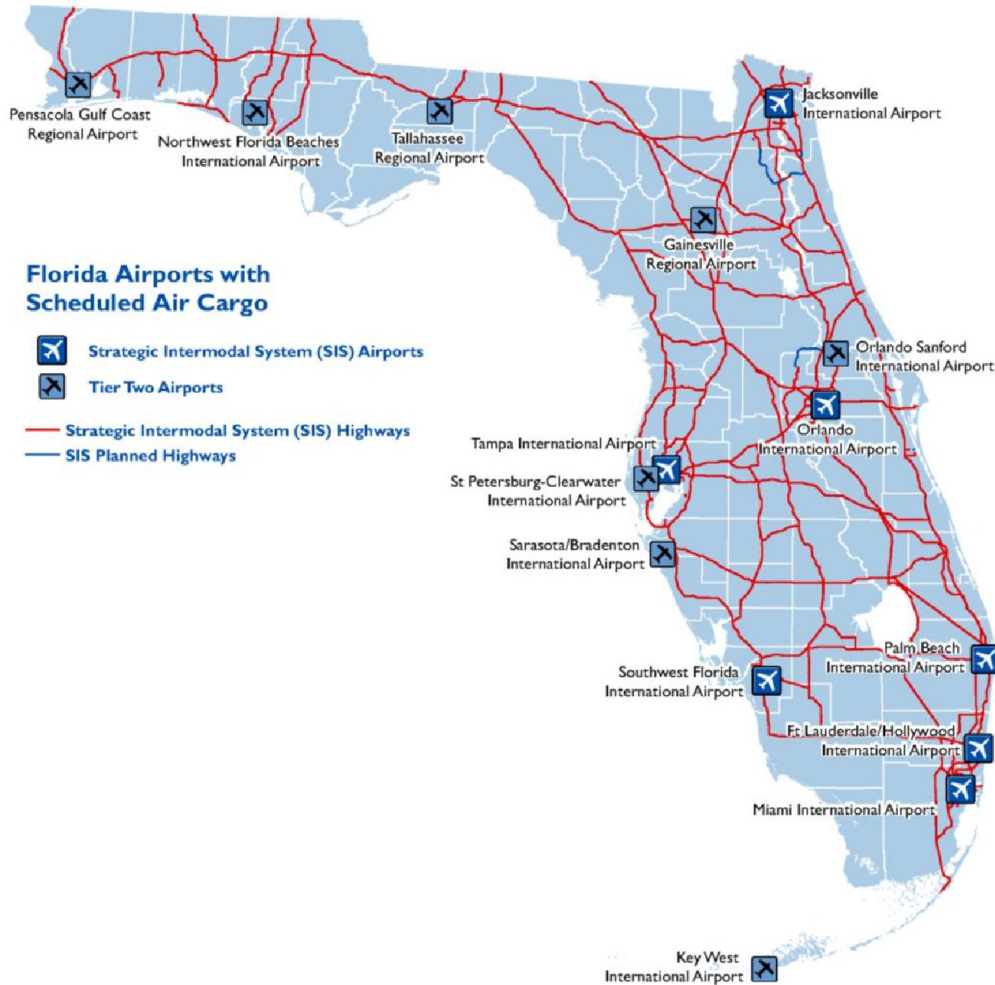 Jacksonville
International Airport
Pensacola Gulf Coast
Regional Airport
Northwest Florida Beaches
International Airport
Tallahassee
Regional Airport
Gainesville
Regional Airport
Florida Airports with
Scheduled Air Cargo
Strategic Intermodal System (SIS) Airports
Tier Two Airports
Strategic Intermodal System (SIS) Highways
SIS Planned Highways
Orlando Sanford
International Airport
Orlando
International Airport
Tampa International Airport
St Petersburg-Clearwater
International Airport
Sarasota/Bradenton
International Airport
Palm Beach
International Airport
Southwest Florida
International Airport
Ft Lauderdale/Hollywood
International Airport
Miami International Airport
Key West
International Airport